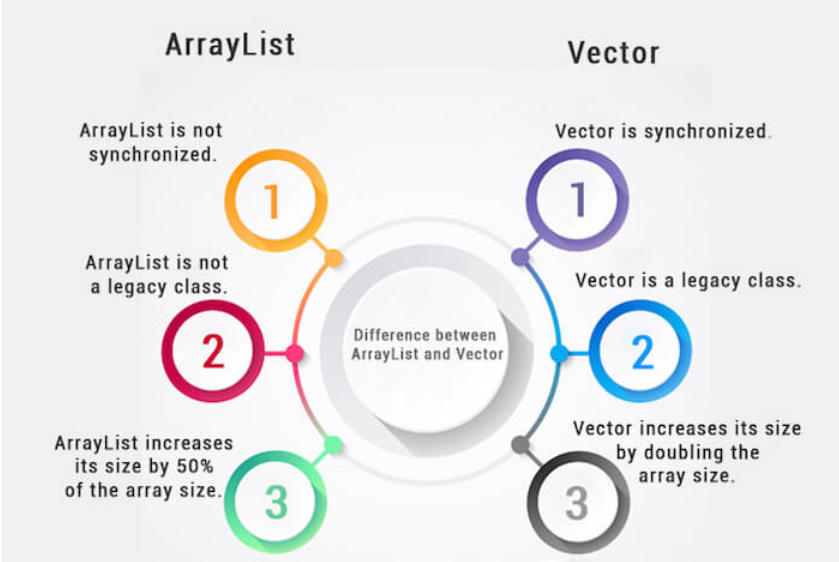 ArrayList
Vector
ArrayList is not
synchronized.
1
Vector is synchronized.
1
ArrayList is not
a legacy class.
2
Vector is a legacy class.
2
Difference between
ArrayList and Vector
ArrayList increases
its size by 50%
of the array size.
3
Vector increases its size
by doubling the
array size.
3